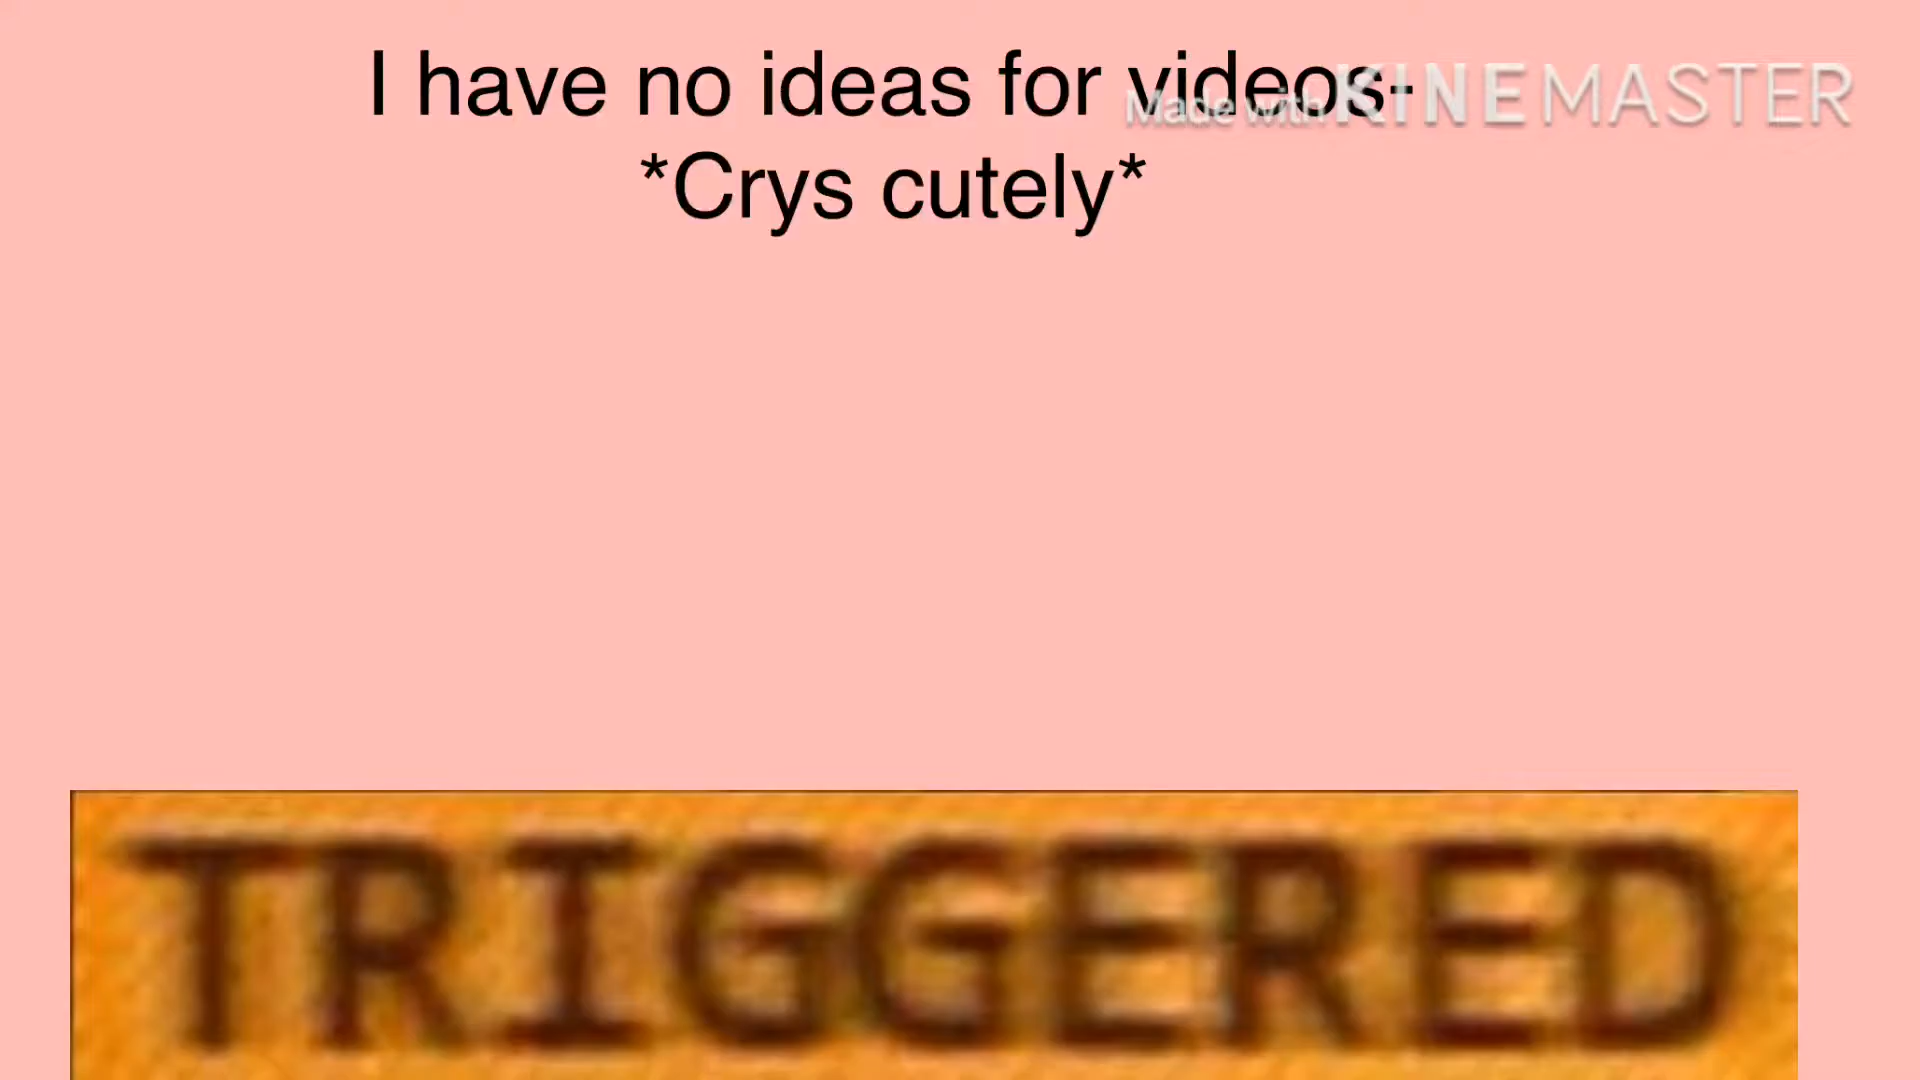 I have no ideas for videos-
Made with KINEMASTER
*Crys cutely*
TRIGGERED